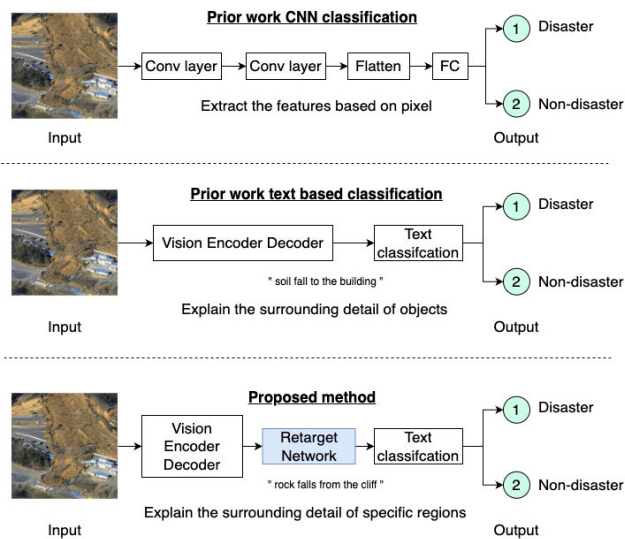 Prior work CNN classification
Conv layer Conv layer Flatten FC
1 Disaster
2 Non-disaster
Extract the features based on pixel
Input Output
Prior work text based classification
Vision Encoder Decoder Text classifcation
1 Disaster
2 Non-disaster
" soil fall to the building "
Explain the surrounding detail of objects
Input Output
Proposed method
Vision Encoder Decoder
Retarget Network
Text classifcation
1 Disaster
2 Non-disaster
" rock falls from the cliff "
Explain the surrounding detail of specific regions
Input Output